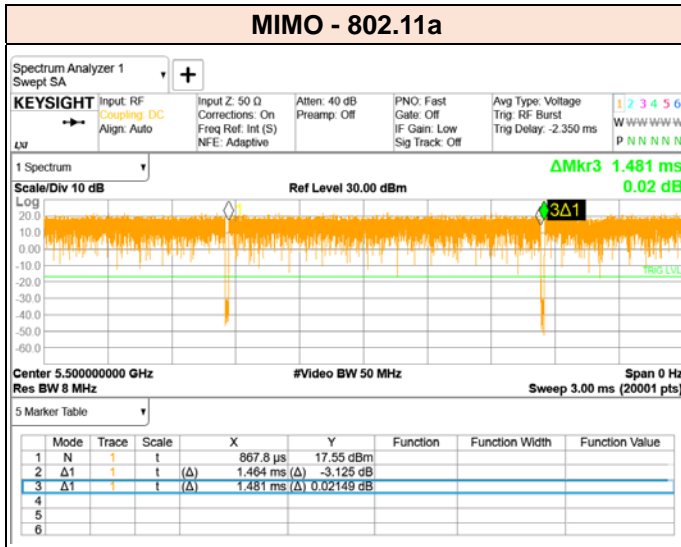 MIMO - 802.11a
Spectrum Analyzer 1
Swept SA
KEYSIGHT
Input: RF
Coupling: DC
Align: Auto
Input Z: 50 Ω
Corrections: On
Freq Ref: Int (S)
NFE: Adaptive
Atten: 40 dB
Preamp: Off
PNO: Fast
Gate: Off
IF Gain: Low
Sig Track: Off
Avg Type: Voltage
Trig: RF Burst
Trig Delay: -2.350 ms
1 2 3 4 5 6
W W W W W W
P N N N N N
LXI
1 Spectrum
ΔMkr3 1.481 ms
0.02 dB
Scale/Div 10 dB
Ref Level 30.00 dBm
Log
1
3Δ1
20.0
10.0
0.00
-10.0
TRIG LVL
-20.0
-30.0
-40.0
-50.0
-60.0
Center 5.500000000 GHz
#Video BW 50 MHz
Span 0 Hz
Res BW 8 MHz
Sweep 3.00 ms (20001 pts)
5 Marker Table
Mode Trace Scale X Y Function Function Width Function Value
1 N 1 t 867.8 µs 17.55 dBm
2 Δ1 1 t (Δ) 1.464 ms (Δ) -3.125 dB
3 Δ1 1 t (Δ) 1.481 ms (Δ) 0.02149 dB
4
5
6